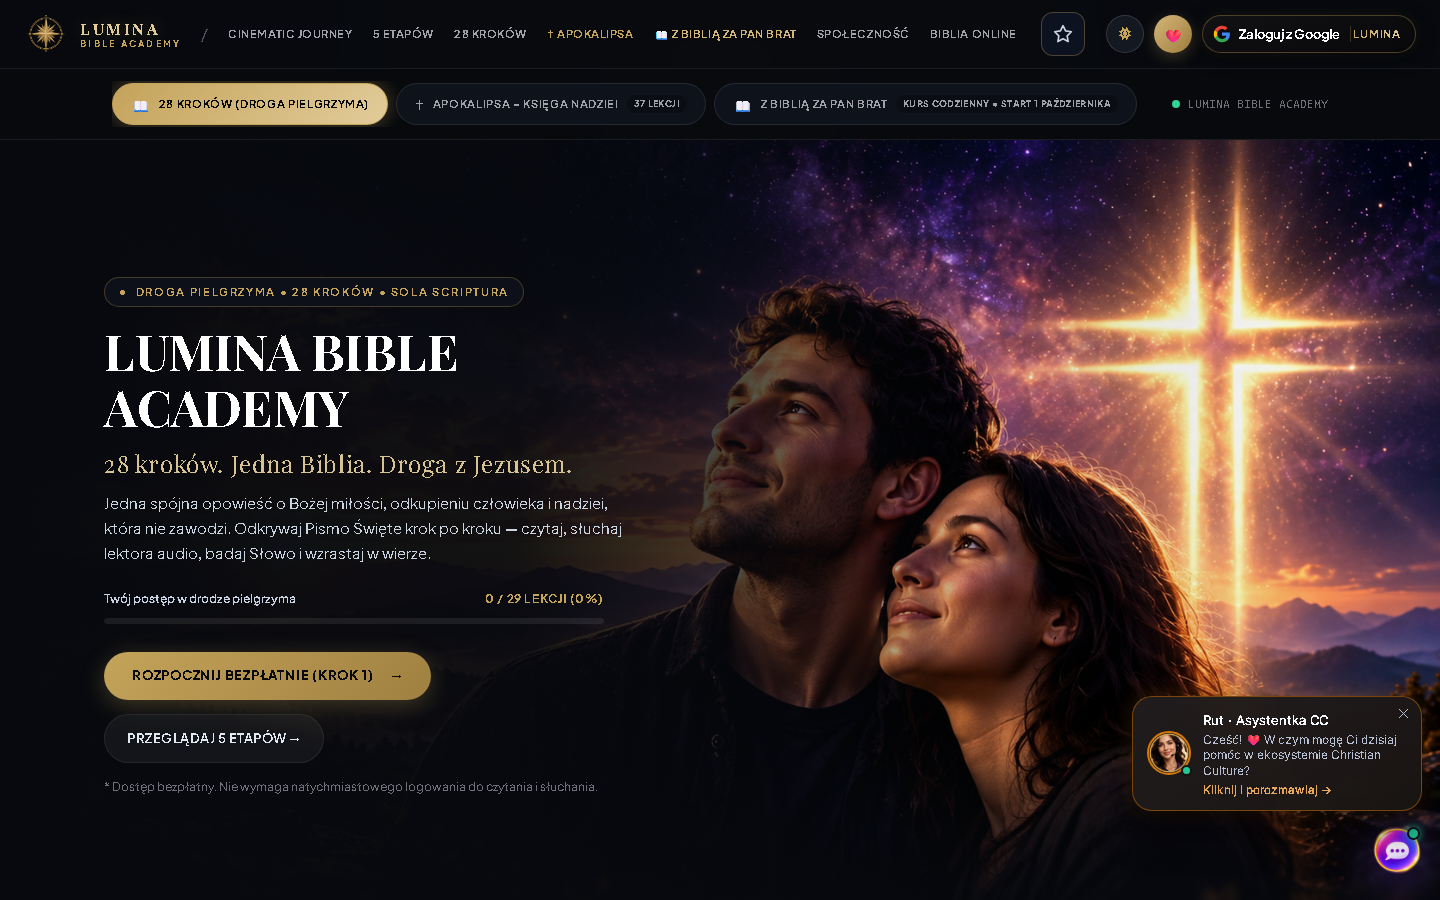 LUMINA
BIBLE ACADEMY
/
CINEMATIC JOURNEY
5 ETAPÓW
28 KROKÓW
† APOKALIPSA
📖 Z BIBLIĄ ZA PAN BRAT
SPOŁECZNOŚĆ
BIBLIA ONLINE
Zaloguj z Google
LUMINA
📖 28 KROKÓW (DROGA PIELGRZYMA)
† APOKALIPSA – KSIĘGA NADZIEI 37 LEKCJI
📖 Z BIBLIĄ ZA PAN BRAT KURS CODZIENNY • START 1 PAŹDZIERNIKA
LUMINA BIBLE ACADEMY
• DROGA PIELGRZYMA • 28 KROKÓW • SOLA SCRIPTURA
LUMINA BIBLE
ACADEMY
28 kroków. Jedna Biblia. Droga z Jezusem.
Jedna spójna opowieść o Bożej miłości, odkupieniu człowieka i nadziei,
która nie zawodzi. Odkrywaj Pismo Święte krok po kroku — czytaj, słuchaj
lektora audio, badaj Słowo i wzrastaj w wierze.
Twój postęp w drodze pielgrzyma
0 / 29 LEKCJI (0%)
ROZPOCZNIJ BEZPŁATNIE (KROK 1) →
PRZEGLĄDAJ 5 ETAPÓW →
* Dostęp bezpłatny. Nie wymaga natychmiastowego logowania do czytania i słuchania.
Rut · Asystentka CC
Cześć! ❤️ W czym mogę Ci dzisiaj
pomóc w ekosystemie Christian
Culture?
Kliknij i porozmawiaj →